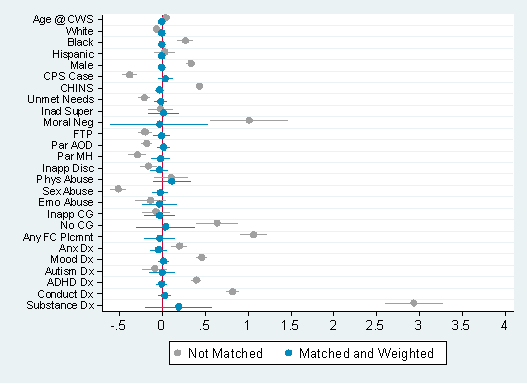 Age @ CWS
White
Black
Hispanic
Male
CPS Case
CHINS
Unmet Needs
Inad Super
Moral Neg
FTP
Par AOD
Par MH
Inapp Disc
Phys Abuse
Sex Abuse
Emo Abuse
Inapp CG
No CG
Any FC Plcmnt
Anx Dx
Mood Dx
Autism Dx
ADHD Dx
Conduct Dx
Substance Dx
-.5 0 .5 1 1.5 2 2.5 3 3.5 4
Not Matched Matched and Weighted